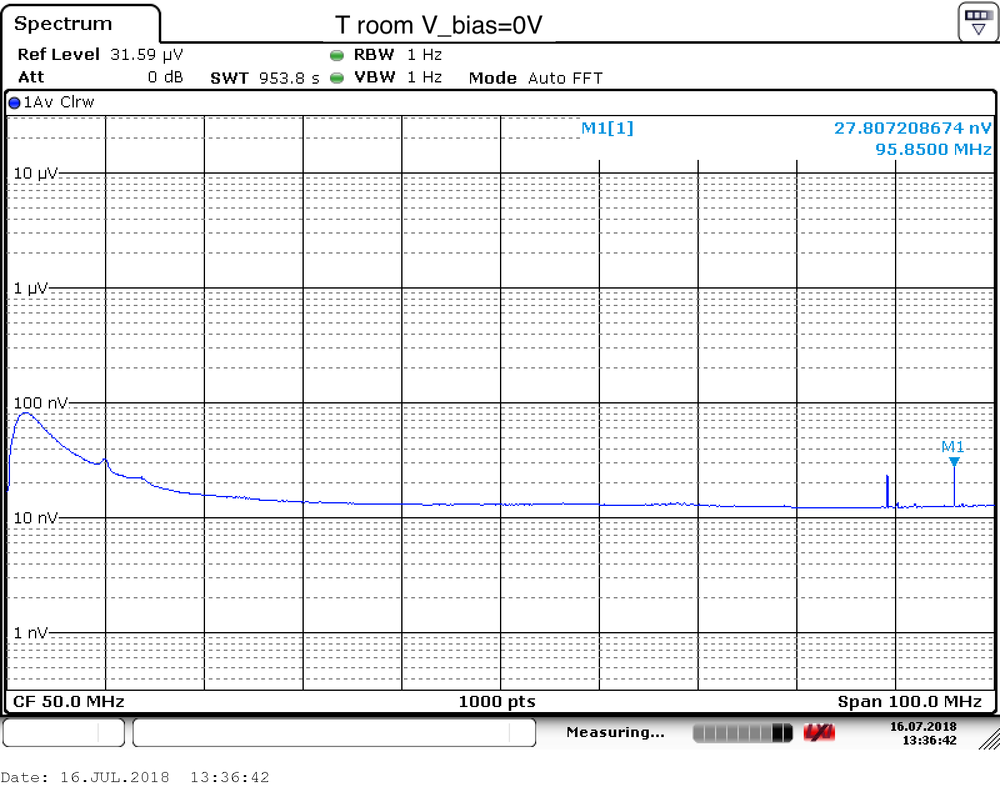 Spectrum
T room V_bias=0V
Ref Level 31.59 µV
RBW 1 Hz
Att 0 dB SWT 953.8 s
VBW 1 Hz Mode Auto FFT
1Av Clrw
M1[1] 27.807208674 nV
95.8500 MHz
10 µV
1 µV
100 nV
M1
10 nV
1 nV
CF 50.0 MHz 1000 pts Span 100.0 MHz
Measuring...
LXI
16.07.2018
13:36:42
Date: 16.JUL.2018 13:36:42